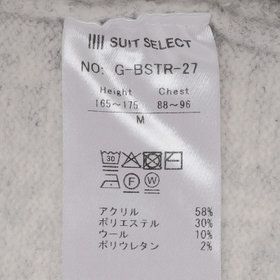 SUIT SELECT
NO: G-BSTR-27
Height Chest
165~175 88~96
M
30
F W
アクリル 58%
ポリエステル 30%
ウール 10%
ポリウレタン 2%